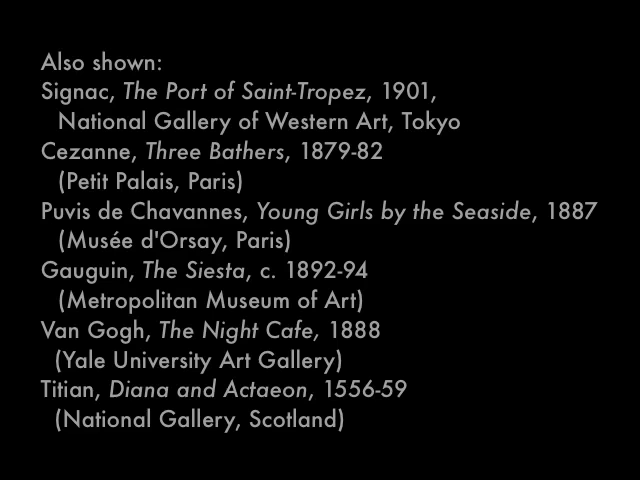 Also shown:
Signac, The Port of Saint-Tropez, 1901,
National Gallery of Western Art, Tokyo
Cezanne, Three Bathers, 1879-82
(Petit Palais, Paris)
Puvis de Chavannes, Young Girls by the Seaside, 1887
(Musée d'Orsay, Paris)
Gauguin, The Siesta, c. 1892-94
(Metropolitan Museum of Art)
Van Gogh, The Night Cafe, 1888
(Yale University Art Gallery)
Titian, Diana and Actaeon, 1556-59
(National Gallery, Scotland)